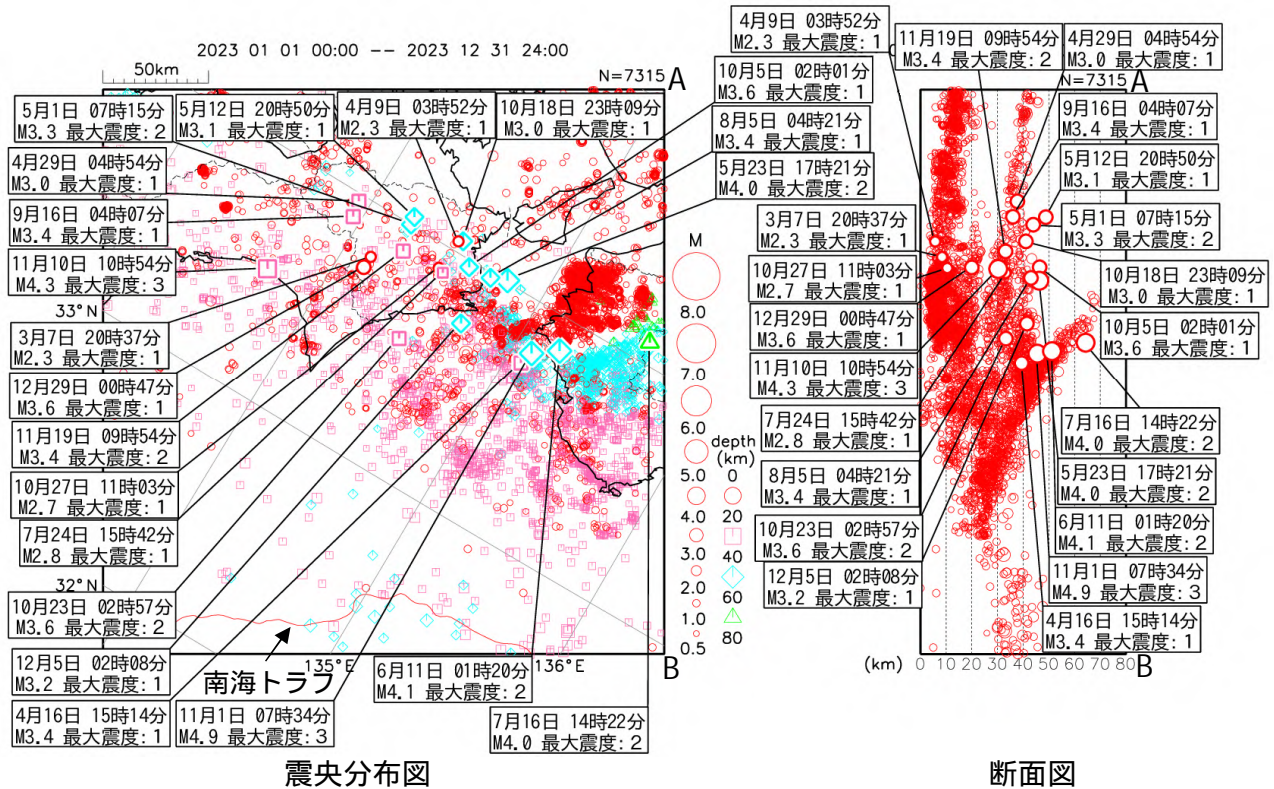 2023 01 01 00:00 -- 2023 12 31 24:00
50km
N=7315
A
5月1日 07時15分
M3.3 最大震度:2
5月12日 20時50分
M3.1 最大震度:1
4月9日 03時52分
M2.3 最大震度:1
10月18日 23時09分
M3.0 最大震度:1
10月5日 02時01分
M3.6 最大震度:1
8月5日 04時21分
M3.4 最大震度:1
5月23日 17時21分
M4.0 最大震度:2
4月29日 04時54分
M3.0 最大震度:1
9月16日 04時07分
M3.4 最大震度:1
11月10日 10時54分
M4.3 最大震度:3
33°N
3月7日 20時37分
M2.3 最大震度:1
12月29日 00時47分
M3.6 最大震度:1
11月19日 09時54分
M3.4 最大震度:2
10月27日 11時03分
M2.7 最大震度:1
7月24日 15時42分
M2.8 最大震度:1
32°N
10月23日 02時57分
M3.6 最大震度:2
12月5日 02時08分
M3.2 最大震度:1
4月16日 15時14分
M3.4 最大震度:1
南海トラフ
135°E
136°E
B
11月1日 07時34分
M4.9 最大震度:3
6月11日 01時20分
M4.1 最大震度:2
7月16日 14時22分
M4.0 最大震度:2
震央分布図
M
8.0
7.0
6.0
5.0
4.0
3.0
2.0
1.0
0.5
depth
(km)
0
20
40
60
80
4月9日 03時52分
M2.3 最大震度:1
11月19日 09時54分
M3.4 最大震度:2
4月29日 04時54分
M3.0 最大震度:1
N=7315
A
9月16日 04時07分
M3.4 最大震度:1
5月12日 20時50分
M3.1 最大震度:1
5月1日 07時15分
M3.3 最大震度:2
10月18日 23時09分
M3.0 最大震度:1
10月5日 02時01分
M3.6 最大震度:1
3月7日 20時37分
M2.3 最大震度:1
10月27日 11時03分
M2.7 最大震度:1
12月29日 00時47分
M3.6 最大震度:1
11月10日 10時54分
M4.3 最大震度:3
7月24日 15時42分
M2.8 最大震度:1
8月5日 04時21分
M3.4 最大震度:1
10月23日 02時57分
M3.6 最大震度:2
12月5日 02時08分
M3.2 最大震度:1
7月16日 14時22分
M4.0 最大震度:2
5月23日 17時21分
M4.0 最大震度:2
6月11日 01時20分
M4.1 最大震度:2
11月1日 07時34分
M4.9 最大震度:3
4月16日 15時14分
M3.4 最大震度:1
(km) 0 10 20 30 40 50 60 70 80
B
断面図